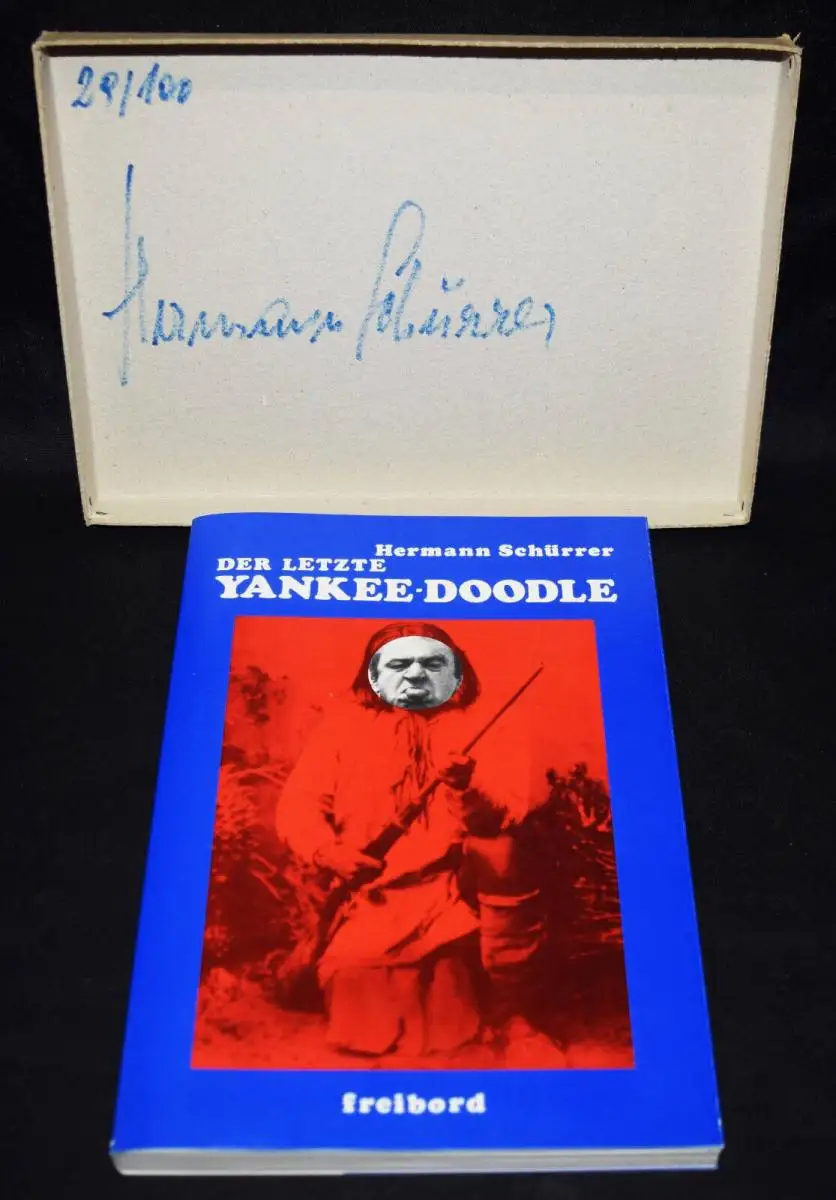 29/100
Hermann Schürrer
Hermann Schürrer
DER LETZTE
YANKEE-DOODLE
freibord